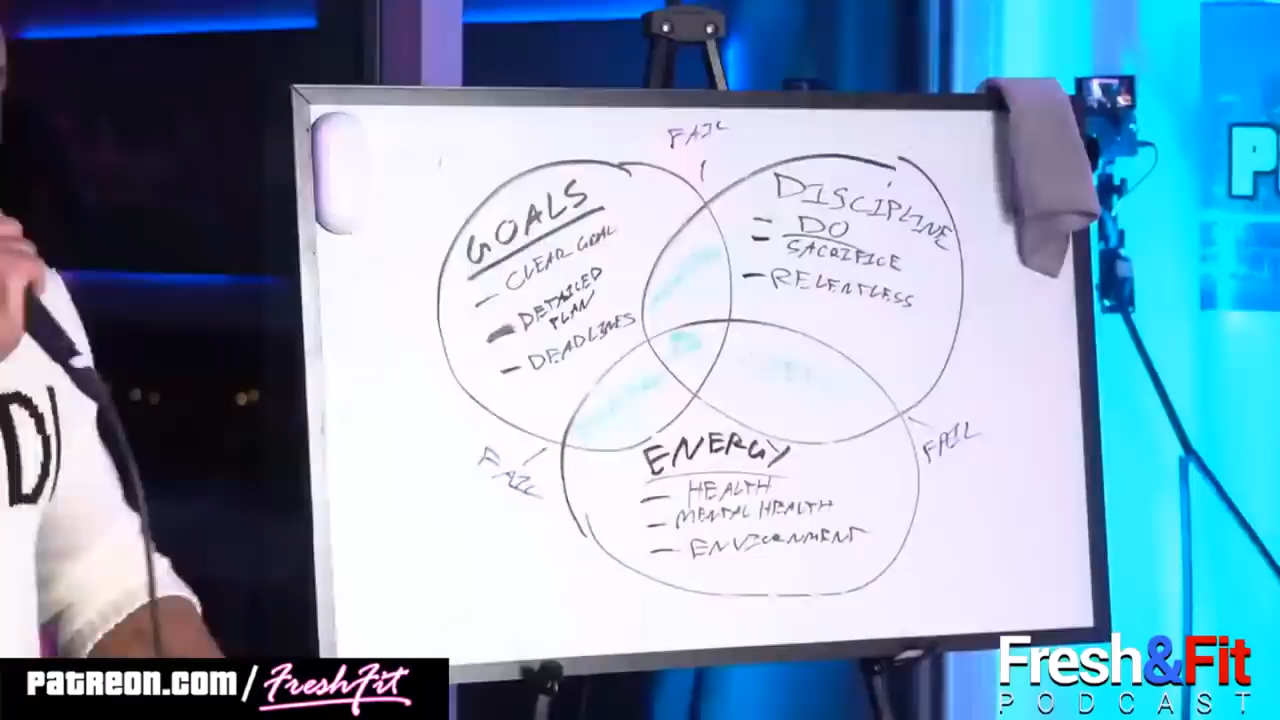 FAIL
GOALS
- CLEAR GOAL
- DETAILED
PLAN
- DEADLINES
DISCIPLINE
- DO
- SACRIFICE
- RELENTLESS
FAIL
FAIL
ENERGY
- HEALTH
- MENTAL HEALTH
- ENVIORNMENT
PATREON.COM/FreshFit
Fresh&Fit
PODCAST